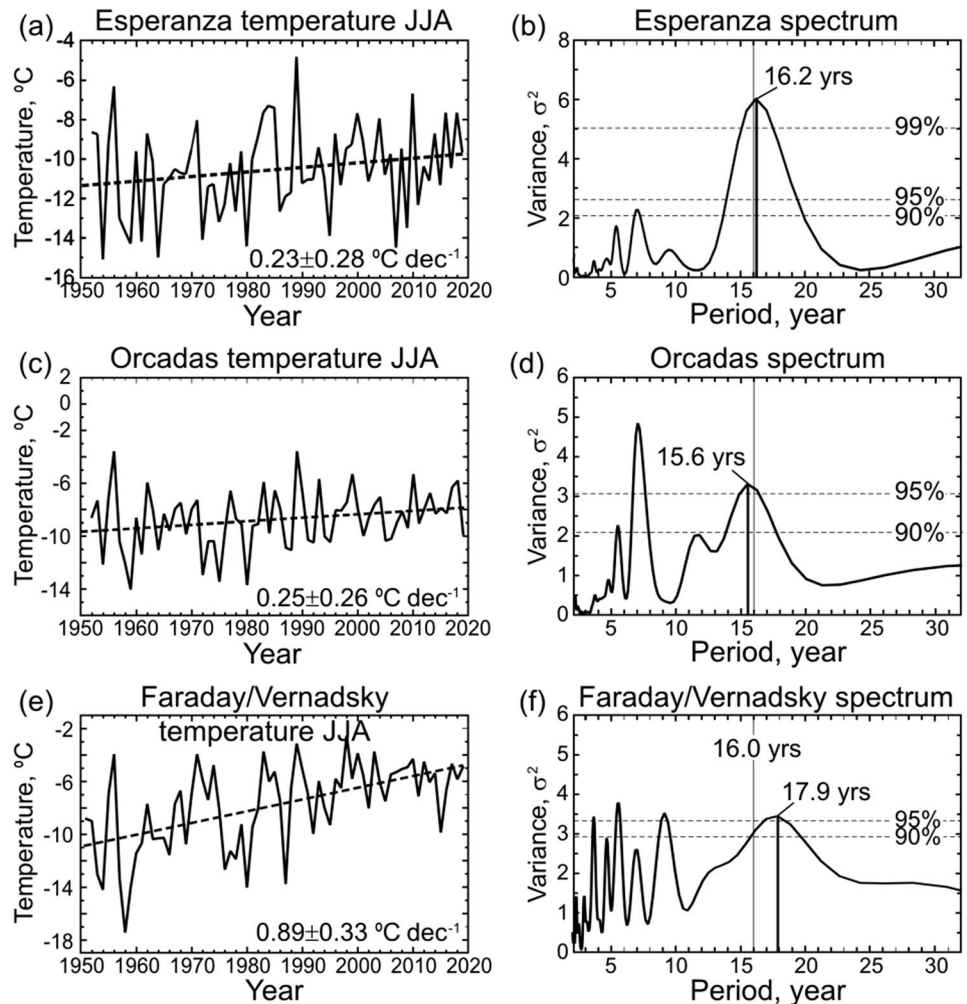 (a) Esperanza temperature JJA
-4
-6
-8
-10
-12
-14
-16
Temperature, ºC
0.23±0.28 ºC dec⁻¹
1950 1960 1970 1980 1990 2000 2010 2020
Year
(b) Esperanza spectrum
8
6
4
2
0
Variance, σ²
16.2 yrs
99%
95%
90%
5 10 15 20 25 30
Period, year
(c) Orcadas temperature JJA
2
0
-2
-6
-10
-14
Temperature, ºC
0.25±0.26 ºC dec⁻¹
1950 1960 1970 1980 1990 2000 2010 2020
Year
(d) Orcadas spectrum
6
5
4
3
2
1
0
Variance, σ²
15.6 yrs
95%
90%
5 10 15 20 25 30
Period, year
(e) Faraday/Vernadsky
temperature JJA
-2
-6
-10
-14
-18
Temperature, ºC
0.89±0.33 ºC dec⁻¹
1950 1960 1970 1980 1990 2000 2010 2020
Year
(f) Faraday/Vernadsky spectrum
6
5
4
3
2
1
0
Variance, σ²
16.0 yrs
17.9 yrs
95%
90%
5 10 15 20 25 30
Period, year